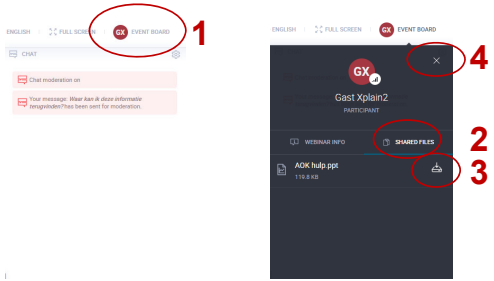 ENGLISH FULL SCREEN GX EVENT BOARD
1
CHAT
Chat moderation on
Your message: Waar kan ik deze informatie
terugvinden? has been sent for moderation.
ENGLISH FULL SCREEN GX EVENT BOARD
4
GX
Gast Xplain2
PARTICIPANT
2
WEBINAR INFO SHARED FILES
AOK hulp.ppt
119.8 KB
3